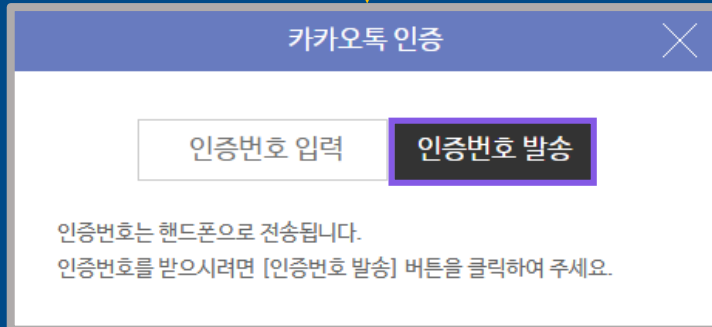 카카오톡 인증
인증번호 입력 인증번호 발송
인증번호는 핸드폰으로 전송됩니다.
인증번호를 받으시려면 [인증번호 발송] 버튼을 클릭하여 주세요.